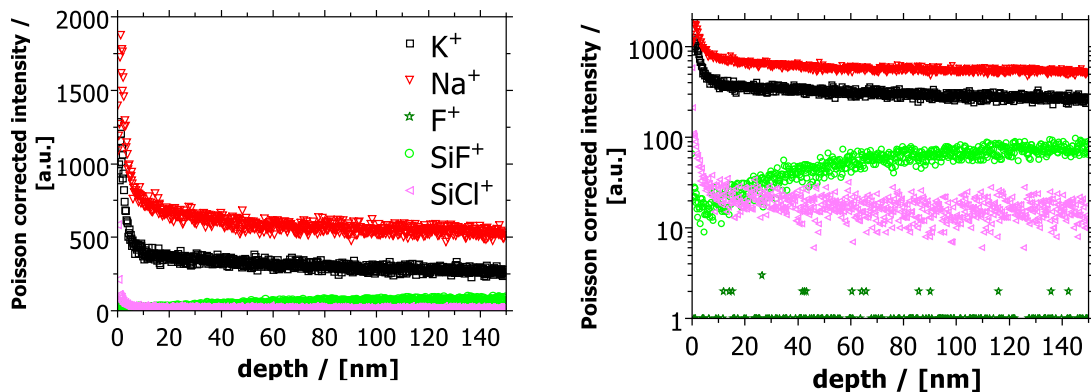 Poisson corrected intensity /
[a.u.]
2000
1500
1000
500
0
0 20 40 60 80 100 120 140
depth / [nm]
K+
Na+
F+
SiF+
SiCl+
Poisson corrected intensity /
[a.u.]
1000
100
10
1
0 20 40 60 80 100 120 140
depth / [nm]